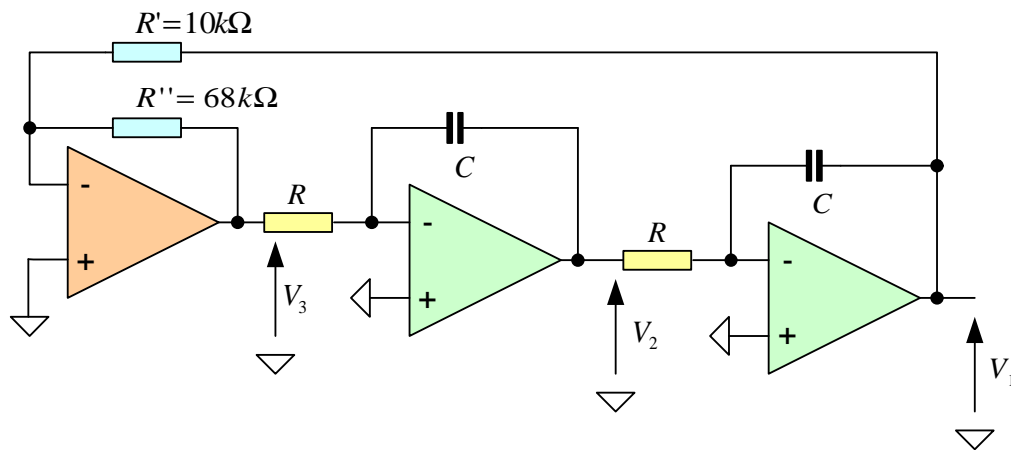 R'=10kΩ
R''= 68kΩ
C
C
R
R
-
+
-
+
-
+
V3
V2
V1